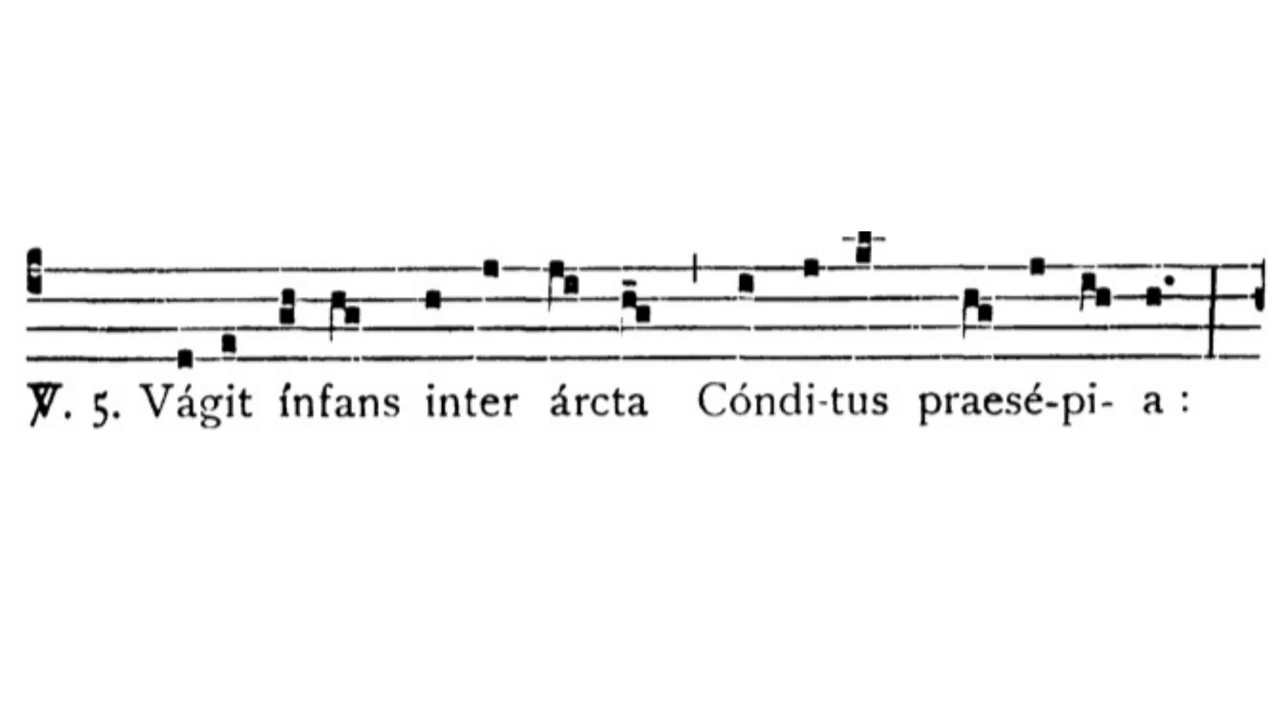 ℣. 5. Vágit ínfans inter árcta Cóndi-tus praesé-pi- a :